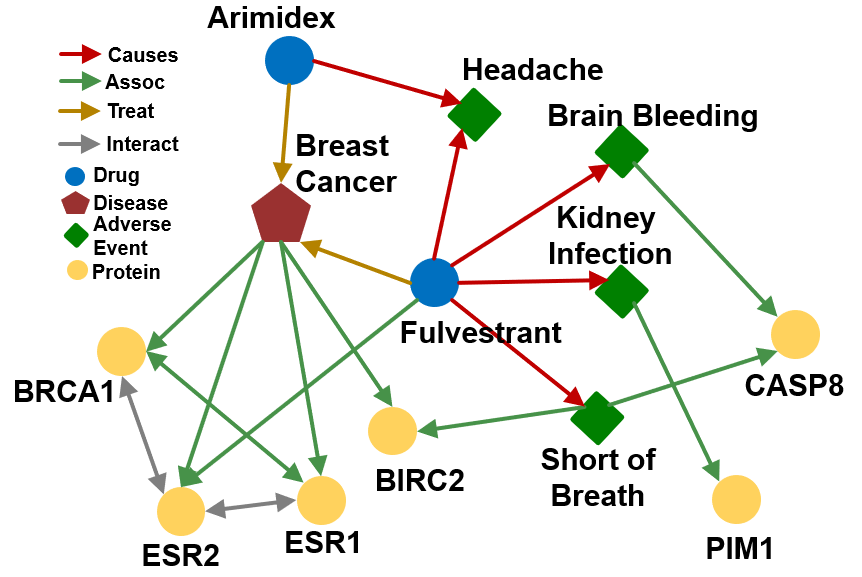 Arimidex
Causes
Assoc
Treat
Interact
Drug
Disease
Adverse
Event
Protein
Headache
Brain Bleeding
Breast
Cancer
Kidney
Infection
Fulvestrant
BRCA1
CASP8
BIRC2
Short of
Breath
ESR2
ESR1
PIM1